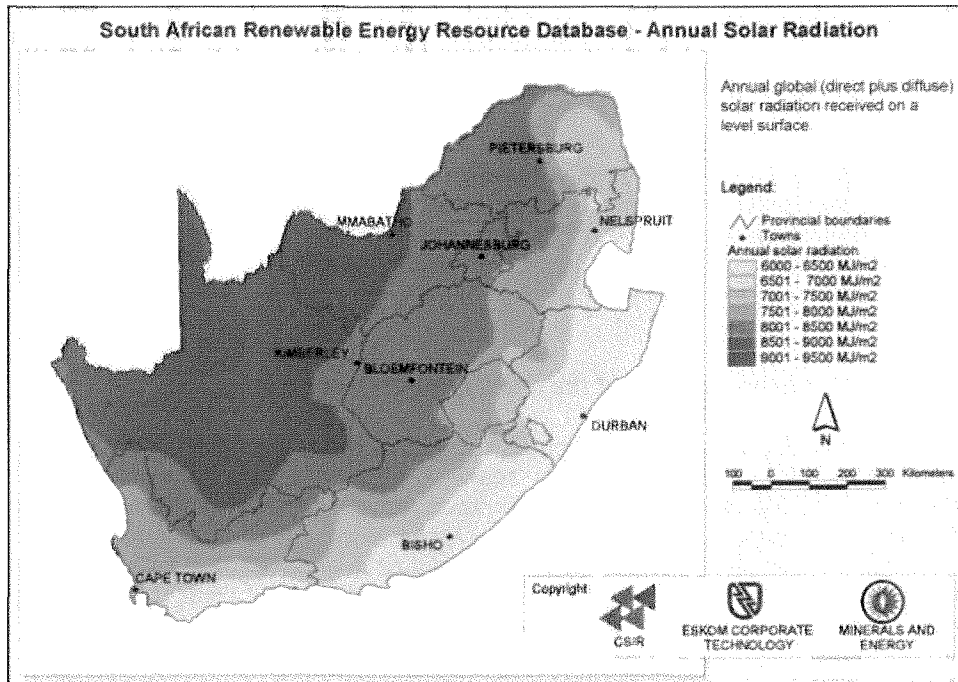 South African Renewable Energy Resource Database - Annual Solar Radiation
Annual global (direct plus diffuse)
solar radiation received on a
level surface
PIETERSBURG
Legend:
MMABATHO
NELSPRUIT
Provincial boundaries
Towns
JOHANNESBURG
Annual solar radiation
6000 - 6500 MJ/m2
6501 - 7000 MJ/m2
7001 - 7500 MJ/m2
7501 - 8000 MJ/m2
8001 - 8500 MJ/m2
8501 - 9000 MJ/m2
9001 - 9500 MJ/m2
KIMBERLEY
BLOEMFONTEIN
DURBAN
N
100 0 100 200 300 Kilometers
BISHO
CAPE TOWN
Copyright:
CSIR
ESKOM CORPORATE
TECHNOLOGY
MINERALS AND
ENERGY